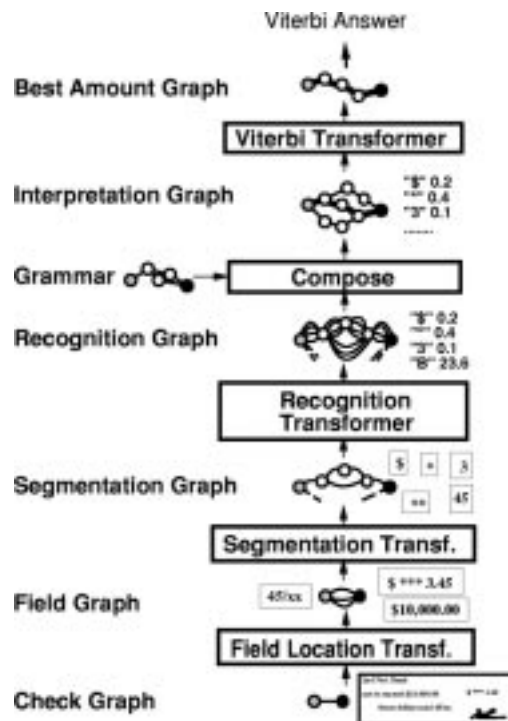 Viterbi Answer
Best Amount Graph
Viterbi Transformer
Interpretation Graph
"$" 0.2
"*" 0.4
"3" 0.1
......
Grammar
Compose
Recognition Graph
"$" 0.2
"*" 0.4
"3" 0.1
"B" 23.6
Recognition
Transformer
Segmentation Graph
$ * 3
** 45
Segmentation Transf.
Field Graph
45/xx
$ *** 3.45
$10,000.00
Field Location Transf.
Check Graph